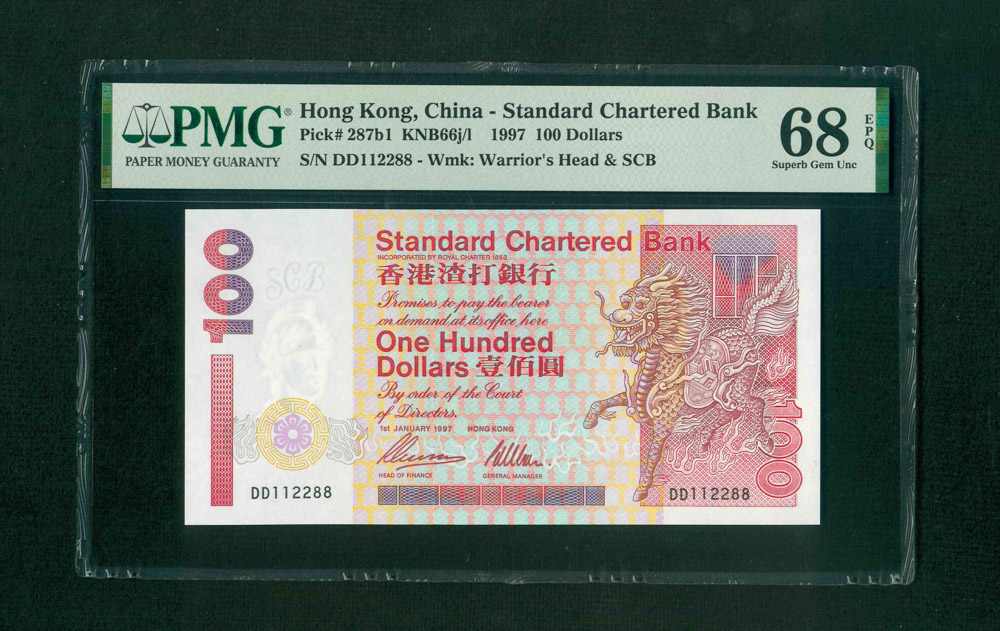 PMG®
PAPER MONEY GUARANTY
Hong Kong, China - Standard Chartered Bank
Pick# 287b1 KNB66j/l 1997 100 Dollars
S/N DD112288 - Wmk: Warrior's Head & SCB
68
EPQ
Superb Gem Unc
100
SCB
Standard Chartered Bank
INCORPORATED BY ROYAL CHARTER 1853
香港渣打銀行
Promises to pay the bearer
on demand at its office here
One Hundred
Dollars 壹佰圓
By order of the Court
of Directors.
1st JANUARY 1997 HONG KONG
HEAD OF FINANCE GENERAL MANAGER
DD112288
DD112288
100